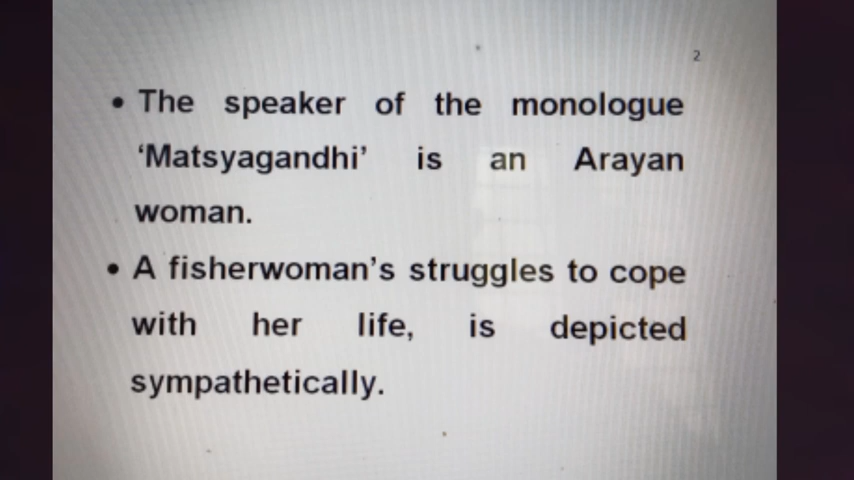 2
• The speaker of the monologue
‘Matsyagandhi’ is an Arayan
woman.
• A fisherwoman’s struggles to cope
with her life, is depicted
sympathetically.